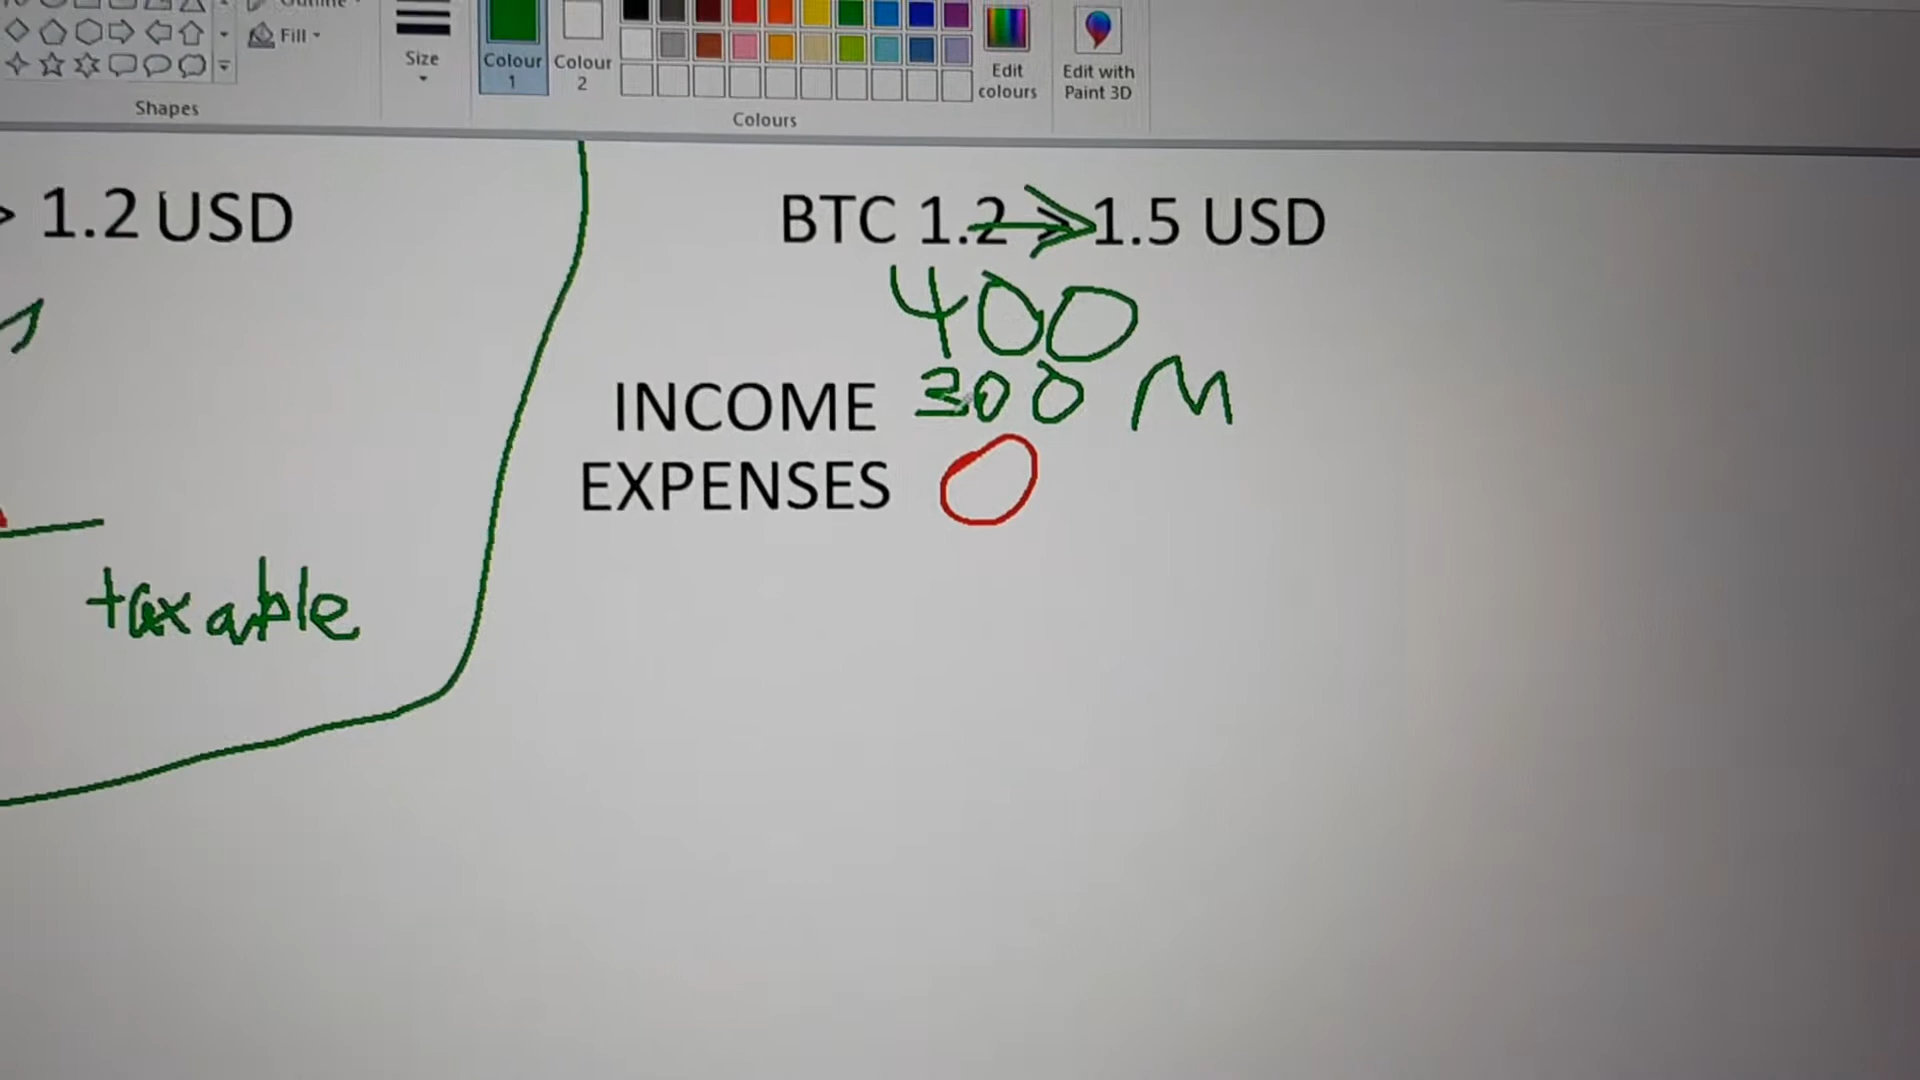 Outline
Fill
Shapes
Size
Colour 1
Colour 2
Edit colours
Edit with Paint 3D
Colours
> 1.2 USD
taxable
BTC 1.2 > 1.5 USD
400
INCOME 300 M
EXPENSES 0